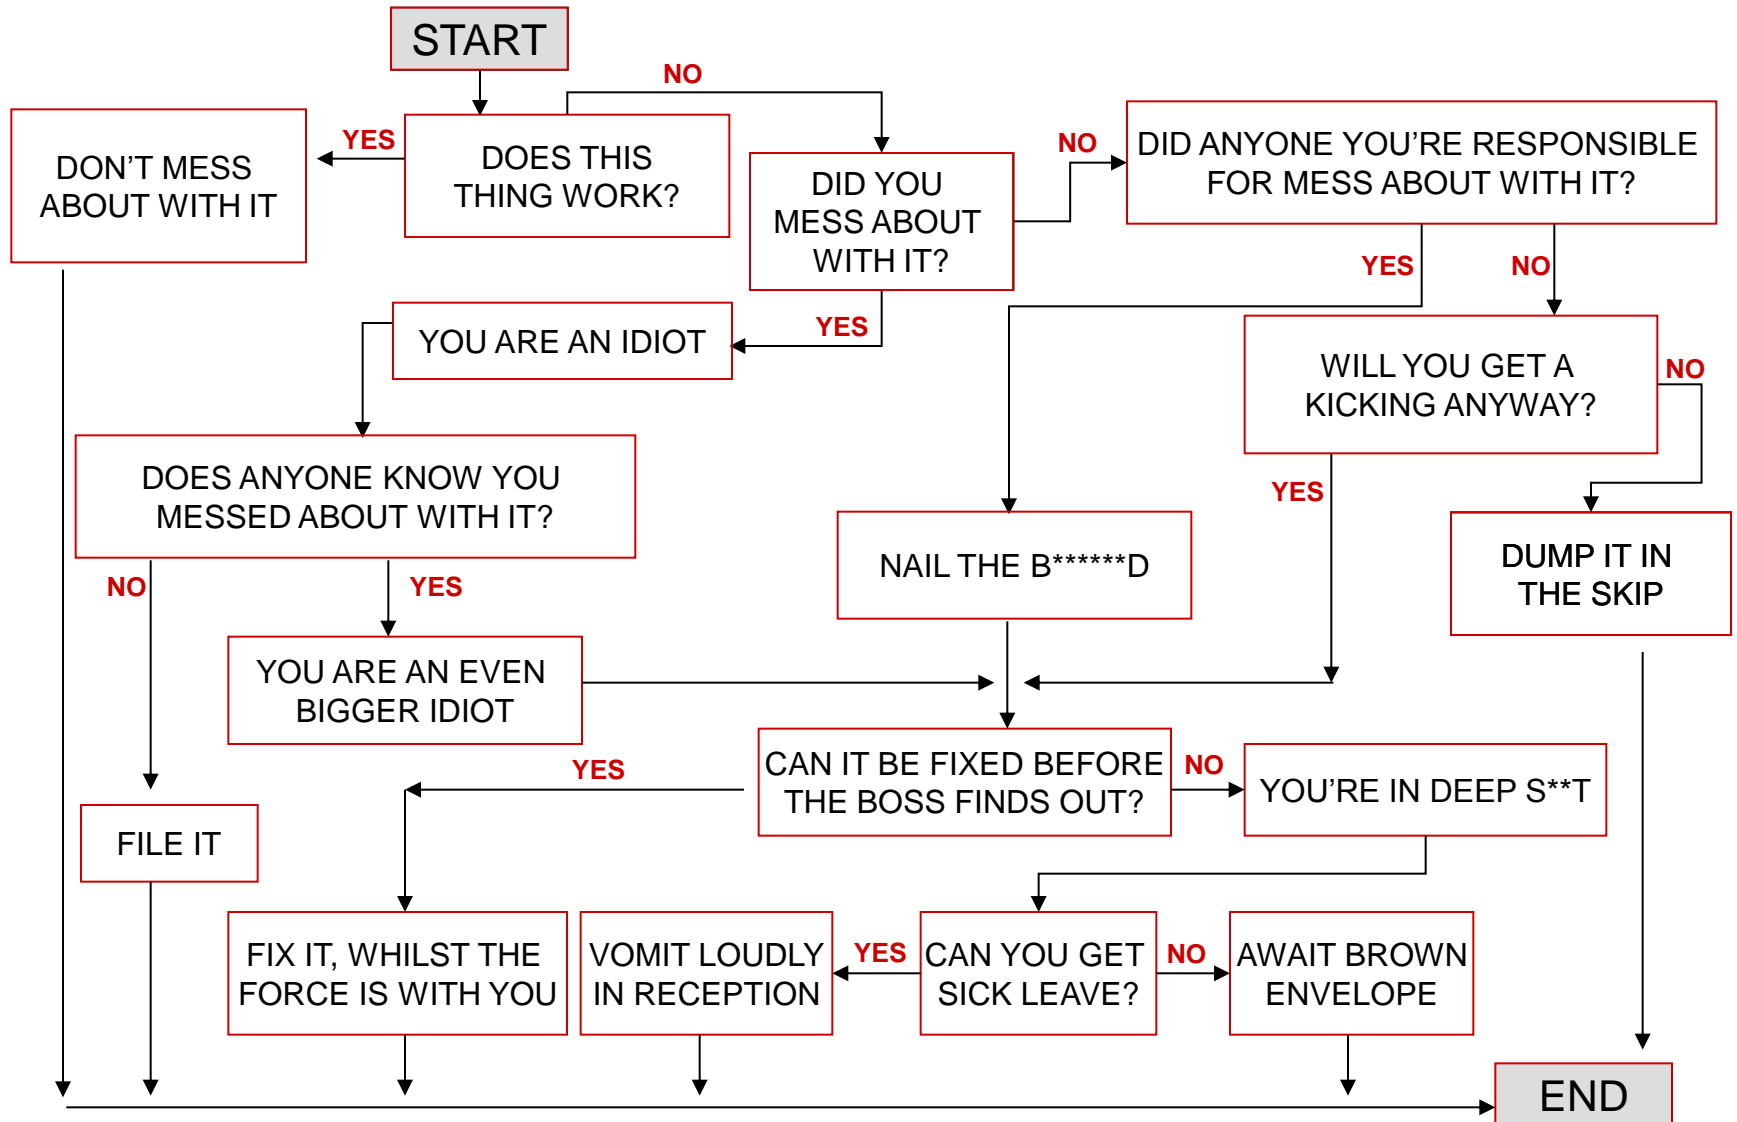 START
NO
YES
DON'T MESS
ABOUT WITH IT
DOES THIS
THING WORK?
DID YOU
MESS ABOUT
WITH IT?
NO
DID ANYONE YOU'RE RESPONSIBLE
FOR MESS ABOUT WITH IT?
YES
NO
YOU ARE AN IDIOT
YES
WILL YOU GET A
KICKING ANYWAY?
NO
DOES ANYONE KNOW YOU
MESSED ABOUT WITH IT?
YES
NAIL THE B******D
DUMP IT IN
THE SKIP
NO
YES
YOU ARE AN EVEN
BIGGER IDIOT
CAN IT BE FIXED BEFORE
THE BOSS FINDS OUT?
YES
NO
YOU'RE IN DEEP S**T
FILE IT
FIX IT, WHILST THE
FORCE IS WITH YOU
VOMIT LOUDLY
IN RECEPTION
YES
CAN YOU GET
SICK LEAVE?
NO
AWAIT BROWN
ENVELOPE
END